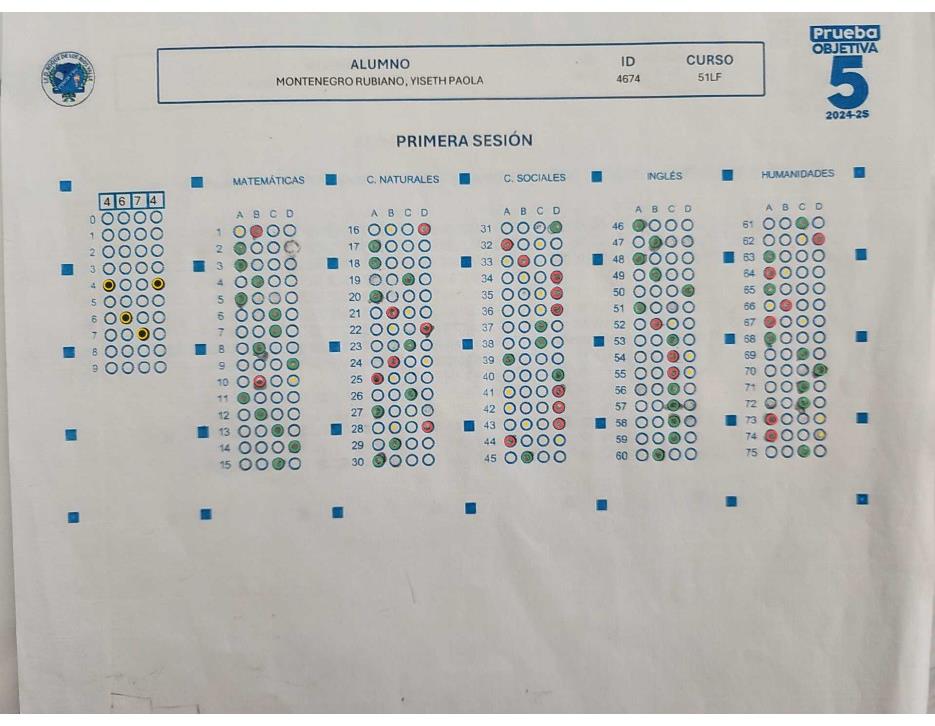 Prueba
OBJETIVA
5
2024-25
ALUMNO ID CURSO
MONTENEGRO RUBIANO, YISETH PAOLA 4674 51LF
PRIMERA SESIÓN
MATEMÁTICAS C. NATURALES C. SOCIALES INGLÉS HUMANIDADES
4 6 7 4
A B C D A B C D A B C D A B C D A B C D
0
1
2
3
4
5
6
7
8
9
1 16 31 46 61
2 17 32 47 62
3 18 33 48 63
4 19 34 49 64
5 20 35 50 65
6 21 36 51 66
7 22 37 52 67
8 23 38 53 68
9 24 39 54 69
10 25 40 55 70
11 26 41 56 71
12 27 42 57 72
13 28 43 58 73
14 29 44 59 74
15 30 45 60 75